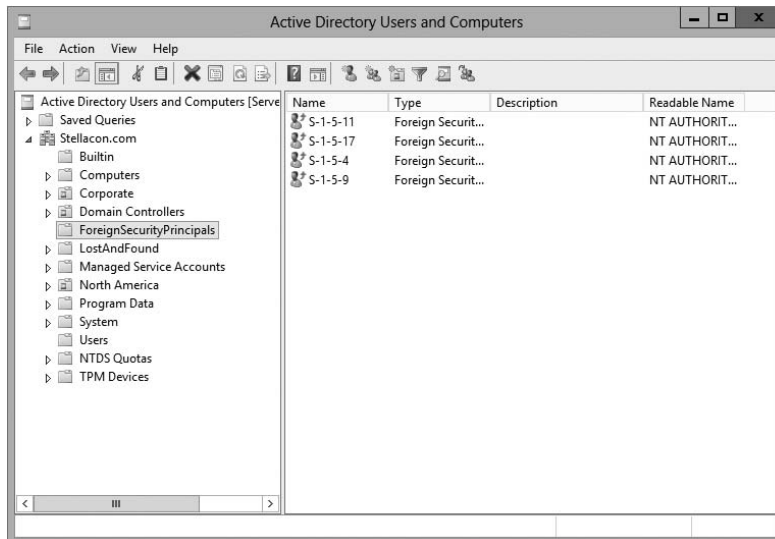 Active Directory Users and Computers
File Action View Help
Active Directory Users and Computers [Serve
Saved Queries
Stellacon.com
Builtin
Computers
Corporate
Domain Controllers
ForeignSecurityPrincipals
LostAndFound
Managed Service Accounts
North America
Program Data
System
Users
NTDS Quotas
TPM Devices
Name Type Description Readable Name
S-1-5-11 Foreign Securit... NT AUTHORIT...
S-1-5-17 Foreign Securit... NT AUTHORIT...
S-1-5-4 Foreign Securit... NT AUTHORIT...
S-1-5-9 Foreign Securit... NT AUTHORIT...